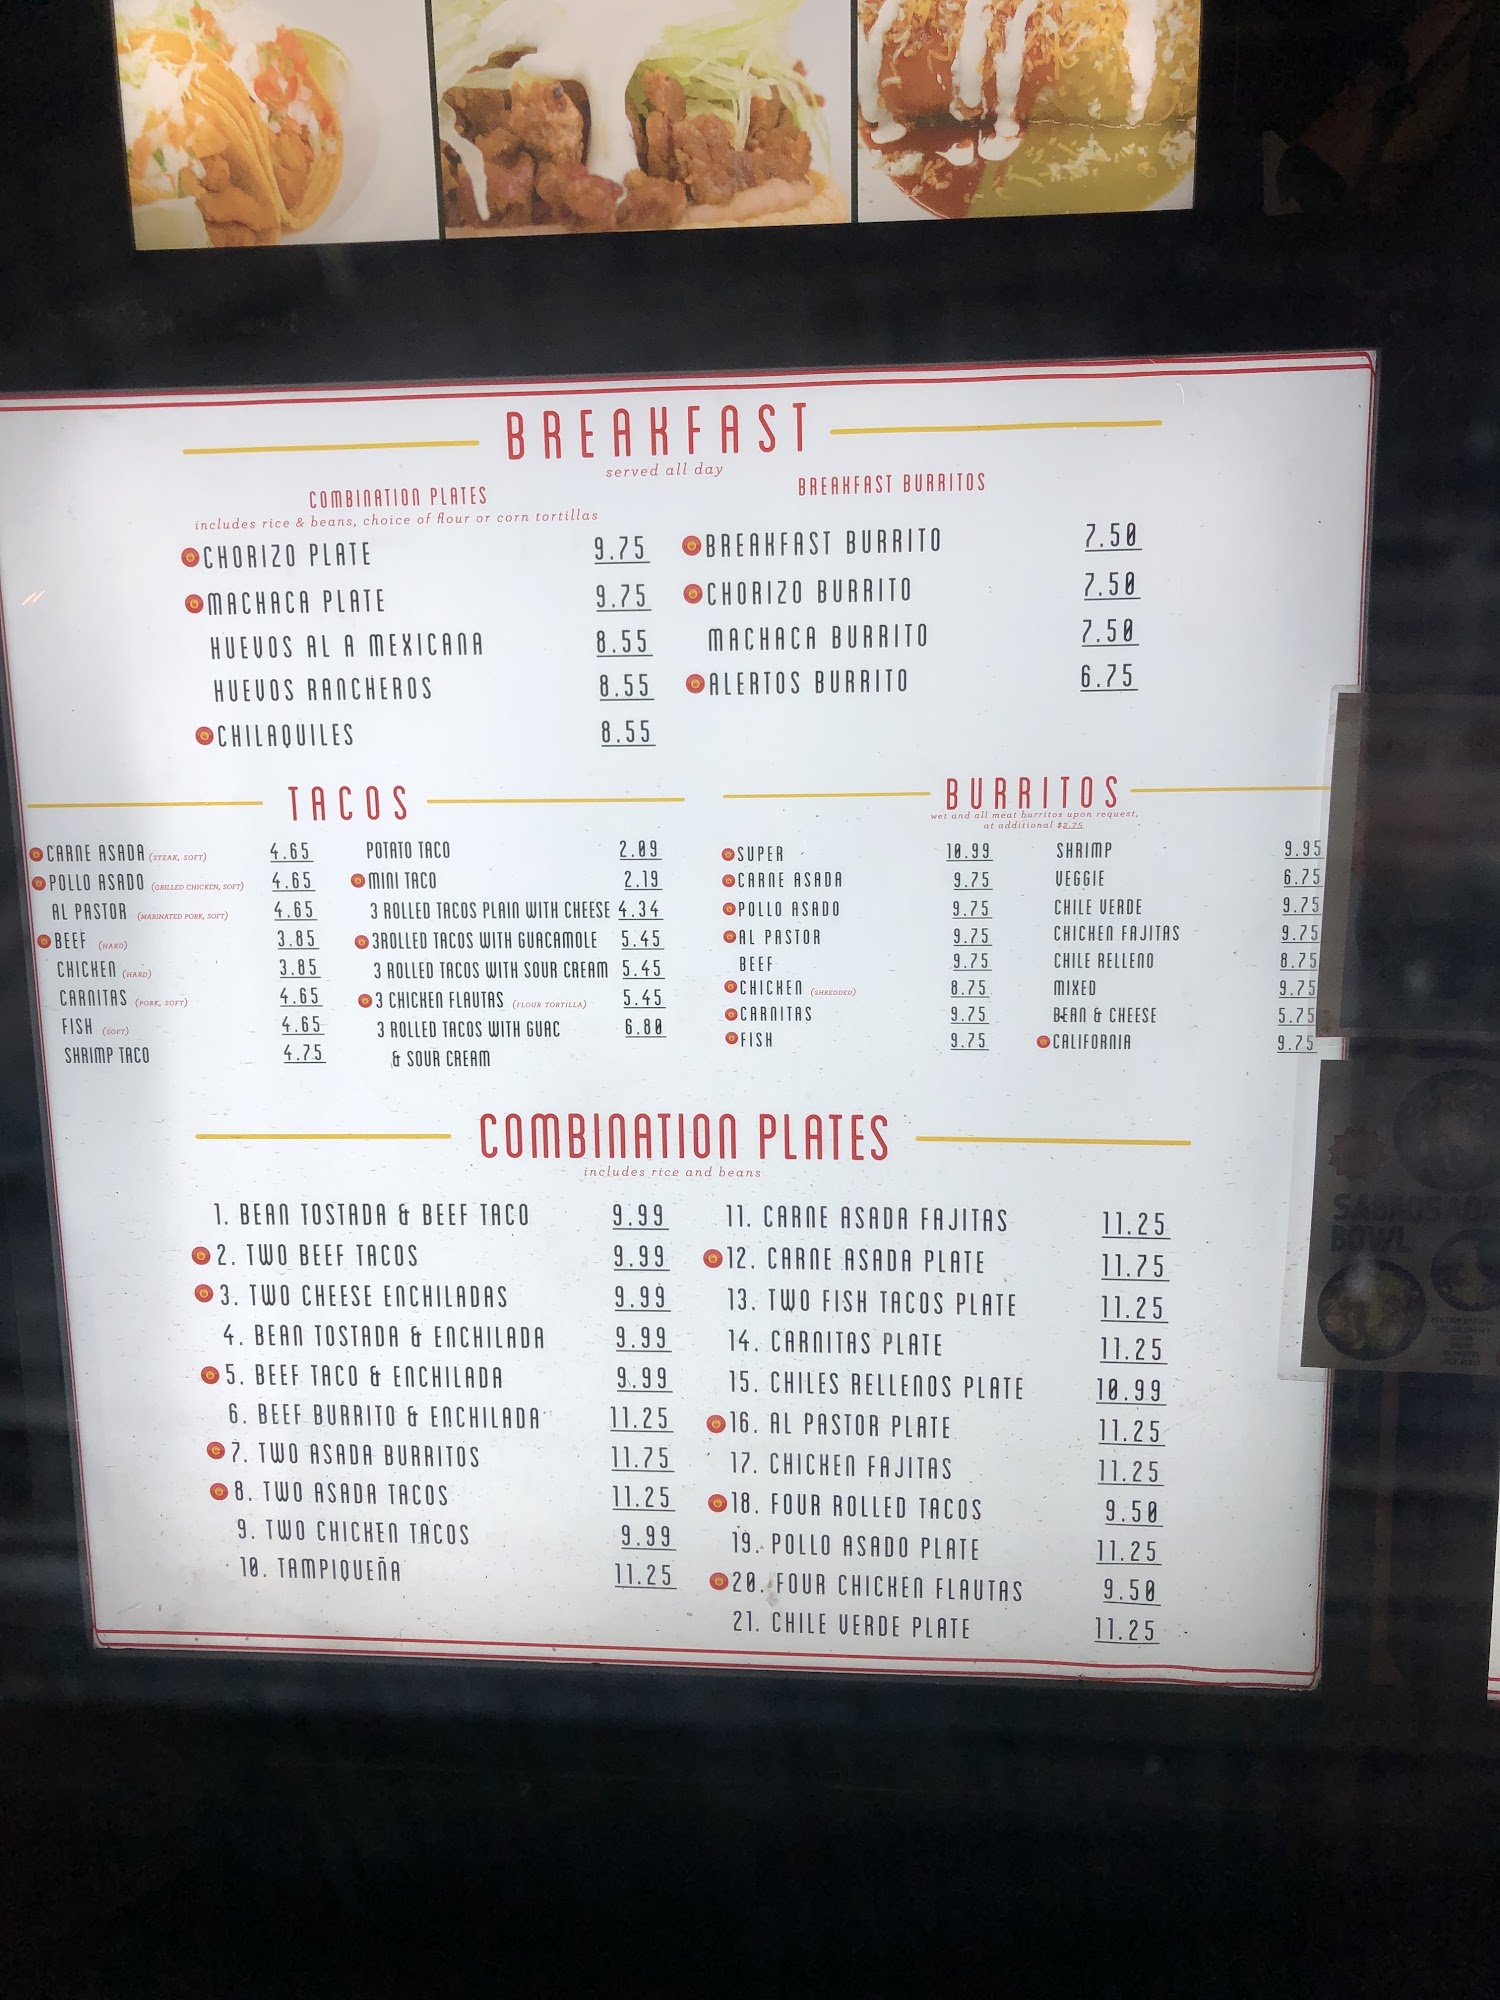 BREAKFAST
served all day
COMBINATION PLATES
includes rice & beans, choice of flour or corn tortillas
CHORIZO PLATE 9.75
MACHACA PLATE 9.75
HUEVOS AL A MEXICANA 8.55
HUEVOS RANCHEROS 8.55
CHILAQUILES 8.55
BREAKFAST BURRITOS
BREAKFAST BURRITO 7.50
CHORIZO BURRITO 7.50
MACHACA BURRITO 7.50
ALERTOS BURRITO 6.75
TACOS
CARNE ASADA (STEAK, SOFT) 4.65
POLLO ASADO (GRILLED CHICKEN, SOFT) 4.65
AL PASTOR (MARINATED PORK, SOFT) 4.65
BEEF (HARD) 3.85
CHICKEN (HARD) 3.85
CARNITAS (PORK, SOFT) 4.65
FISH (SOFT) 4.65
SHRIMP TACO 4.75
POTATO TACO 2.09
MINI TACO 2.19
3 ROLLED TACOS PLAIN WITH CHEESE 4.34
3ROLLED TACOS WITH GUACAMOLE 5.45
3 ROLLED TACOS WITH SOUR CREAM 5.45
3 CHICKEN FLAUTAS (FLOUR TORTILLA) 5.45
3 ROLLED TACOS WITH GUAC 6.80
& SOUR CREAM
BURRITOS
wet and all meat burritos upon request,
at additional $2.75
SUPER 10.99
CARNE ASADA 9.75
POLLO ASADO 9.75
AL PASTOR 9.75
BEEF 9.75
CHICKEN (SHREDDED) 8.75
CARNITAS 9.75
FISH 9.75
SHRIMP 9.95
VEGGIE 6.75
CHILE VERDE 9.75
CHICKEN FAJITAS 9.75
CHILE RELLENO 8.75
MIXED 9.75
BEAN & CHEESE 5.75
CALIFORNIA 9.75
COMBINATION PLATES
includes rice and beans
1. BEAN TOSTADA & BEEF TACO 9.99
2. TWO BEEF TACOS 9.99
3. TWO CHEESE ENCHILADAS 9.99
4. BEAN TOSTADA & ENCHILADA 9.99
5. BEEF TACO & ENCHILADA 9.99
6. BEEF BURRITO & ENCHILADA 11.25
7. TWO ASADA BURRITOS 11.75
8. TWO ASADA TACOS 11.25
9. TWO CHICKEN TACOS 9.99
10. TAMPIQUEÑA 11.25
11. CARNE ASADA FAJITAS 11.25
12. CARNE ASADA PLATE 11.75
13. TWO FISH TACOS PLATE 11.25
14. CARNITAS PLATE 11.25
15. CHILES RELLENOS PLATE 10.99
16. AL PASTOR PLATE 11.25
17. CHICKEN FAJITAS 11.25
18. FOUR ROLLED TACOS 9.50
19. POLLO ASADO PLATE 11.25
20. FOUR CHICKEN FLAUTAS 9.50
21. CHILE VERDE PLATE 11.25
SABROSADA
BOWL